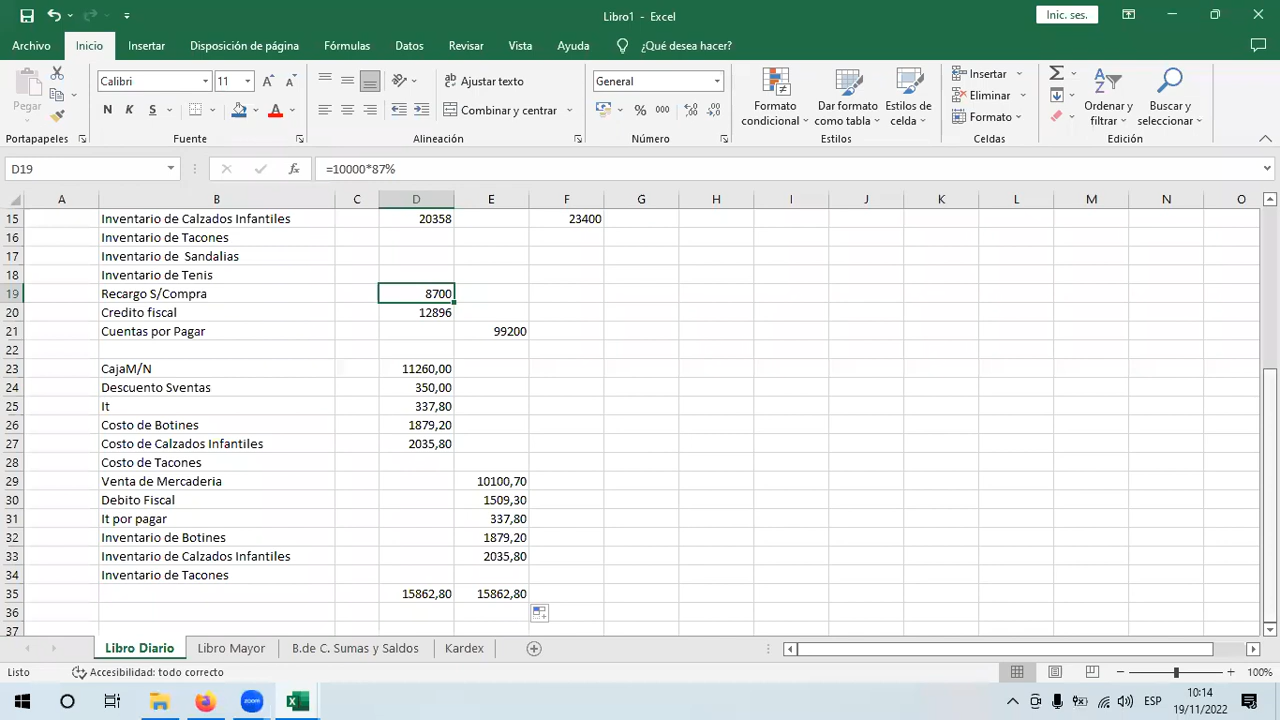 Libro1 - Excel
Inic. ses.
Archivo Inicio Insertar Disposición de página Fórmulas Datos Revisar Vista Ayuda ¿Qué desea hacer?
Pegar
Calibri 11
N K S
Ajustar texto
Combinar y centrar
General
% 000
Formato condicional
Dar formato como tabla
Estilos de celda
Insertar
Eliminar
Formato
Ordenar y filtrar
Buscar y seleccionar
Portapapeles Fuente Alineación Número Estilos Celdas Edición
D19 fx =10000*87%
A B C D E F G H I J K L M N O
15 Inventario de Calzados Infantiles 20358 23400
16 Inventario de Tacones
17 Inventario de  Sandalias
18 Inventario de Tenis
19 Recargo S/Compra 8700
20 Credito fiscal 12896
21 Cuentas por Pagar 99200
22
23 CajaM/N 11260,00
24 Descuento Sventas 350,00
25 It 337,80
26 Costo de Botines 1879,20
27 Costo de Calzados Infantiles 2035,80
28 Costo de Tacones
29 Venta de Mercaderia 10100,70
30 Debito Fiscal 1509,30
31 It por pagar 337,80
32 Inventario de Botines 1879,20
33 Inventario de Calzados Infantiles 2035,80
34 Inventario de Tacones
35 15862,80 15862,80
36
37
Libro Diario Libro Mayor B.de C. Sumas y Saldos Kardex
Listo Accesibilidad: todo correcto 100%
zoom ESP 10:14
19/11/2022